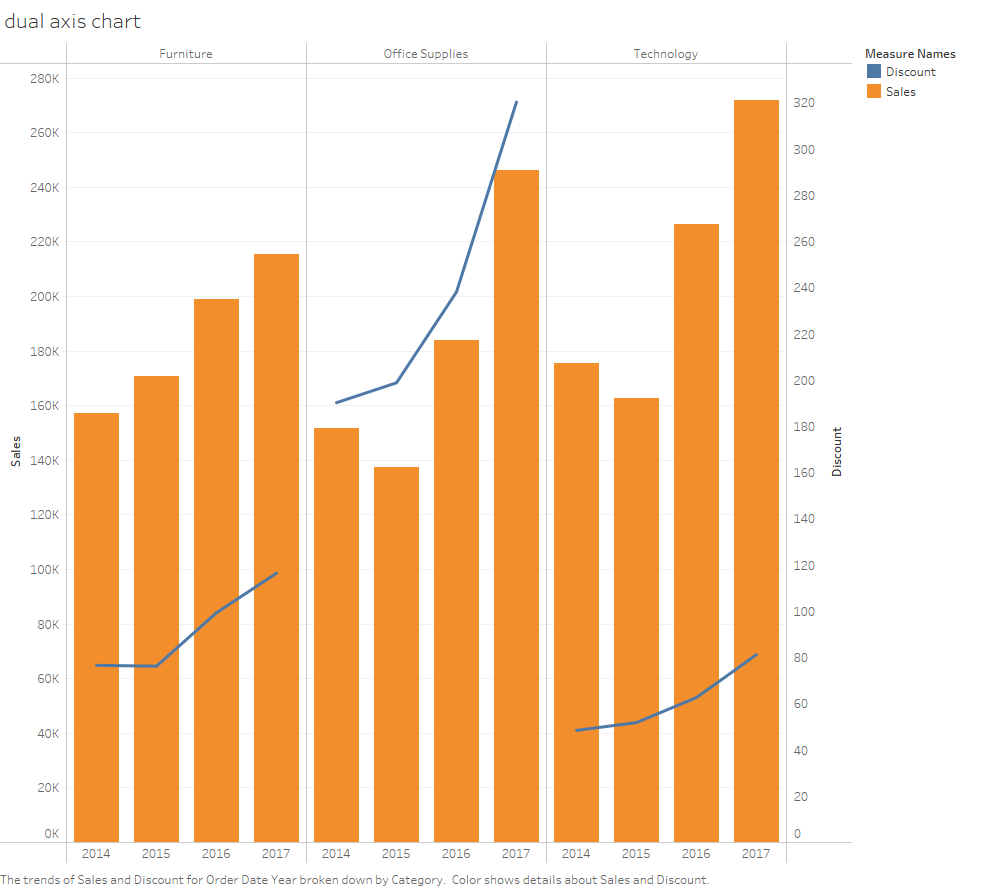 dual axis chart
Furniture Office Supplies Technology
Measure Names
Discount
Sales
280K
260K
240K
220K
200K
180K
160K
140K
120K
100K
80K
60K
40K
20K
0K
Sales
320
300
280
260
240
220
200
180
160
140
120
100
80
60
40
20
0
Discount
2014 2015 2016 2017 2014 2015 2016 2017 2014 2015 2016 2017
The trends of Sales and Discount for Order Date Year broken down by Category. Color shows details about Sales and Discount.